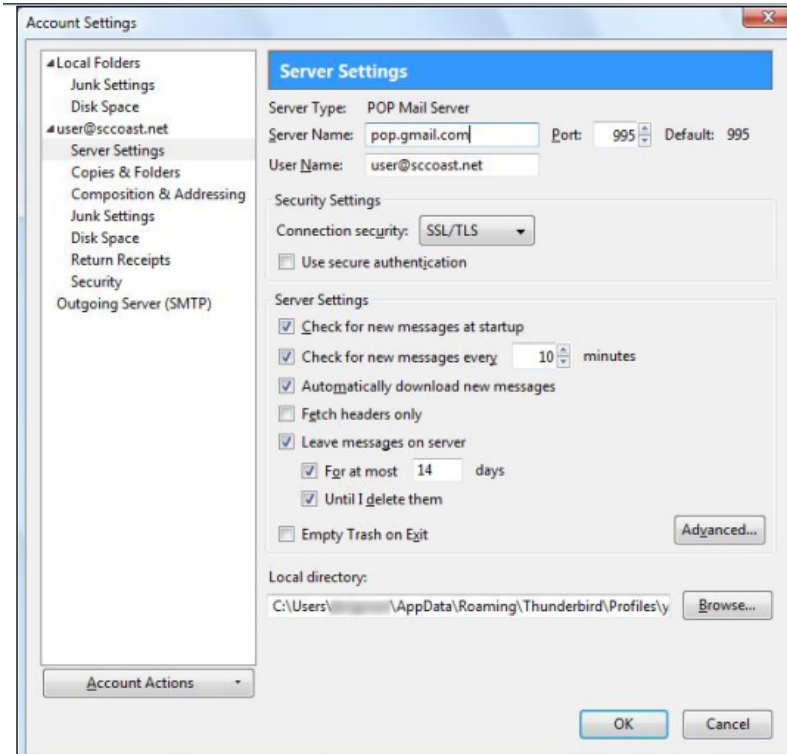 Account Settings
Local Folders
Junk Settings
Disk Space
user@sccoast.net
Server Settings
Copies & Folders
Composition & Addressing
Junk Settings
Disk Space
Return Receipts
Security
Outgoing Server (SMTP)
Account Actions
Server Settings
Server Type: POP Mail Server
Server Name: pop.gmail.com Port: 995 Default: 995
User Name: user@sccoast.net
Security Settings
Connection security: SSL/TLS
Use secure authentication
Server Settings
Check for new messages at startup
Check for new messages every 10 minutes
Automatically download new messages
Fetch headers only
Leave messages on server
For at most 14 days
Until I delete them
Empty Trash on Exit Advanced...
Local directory:
C:\Users\ \AppData\Roaming\Thunderbird\Profiles\y Browse...
OK Cancel